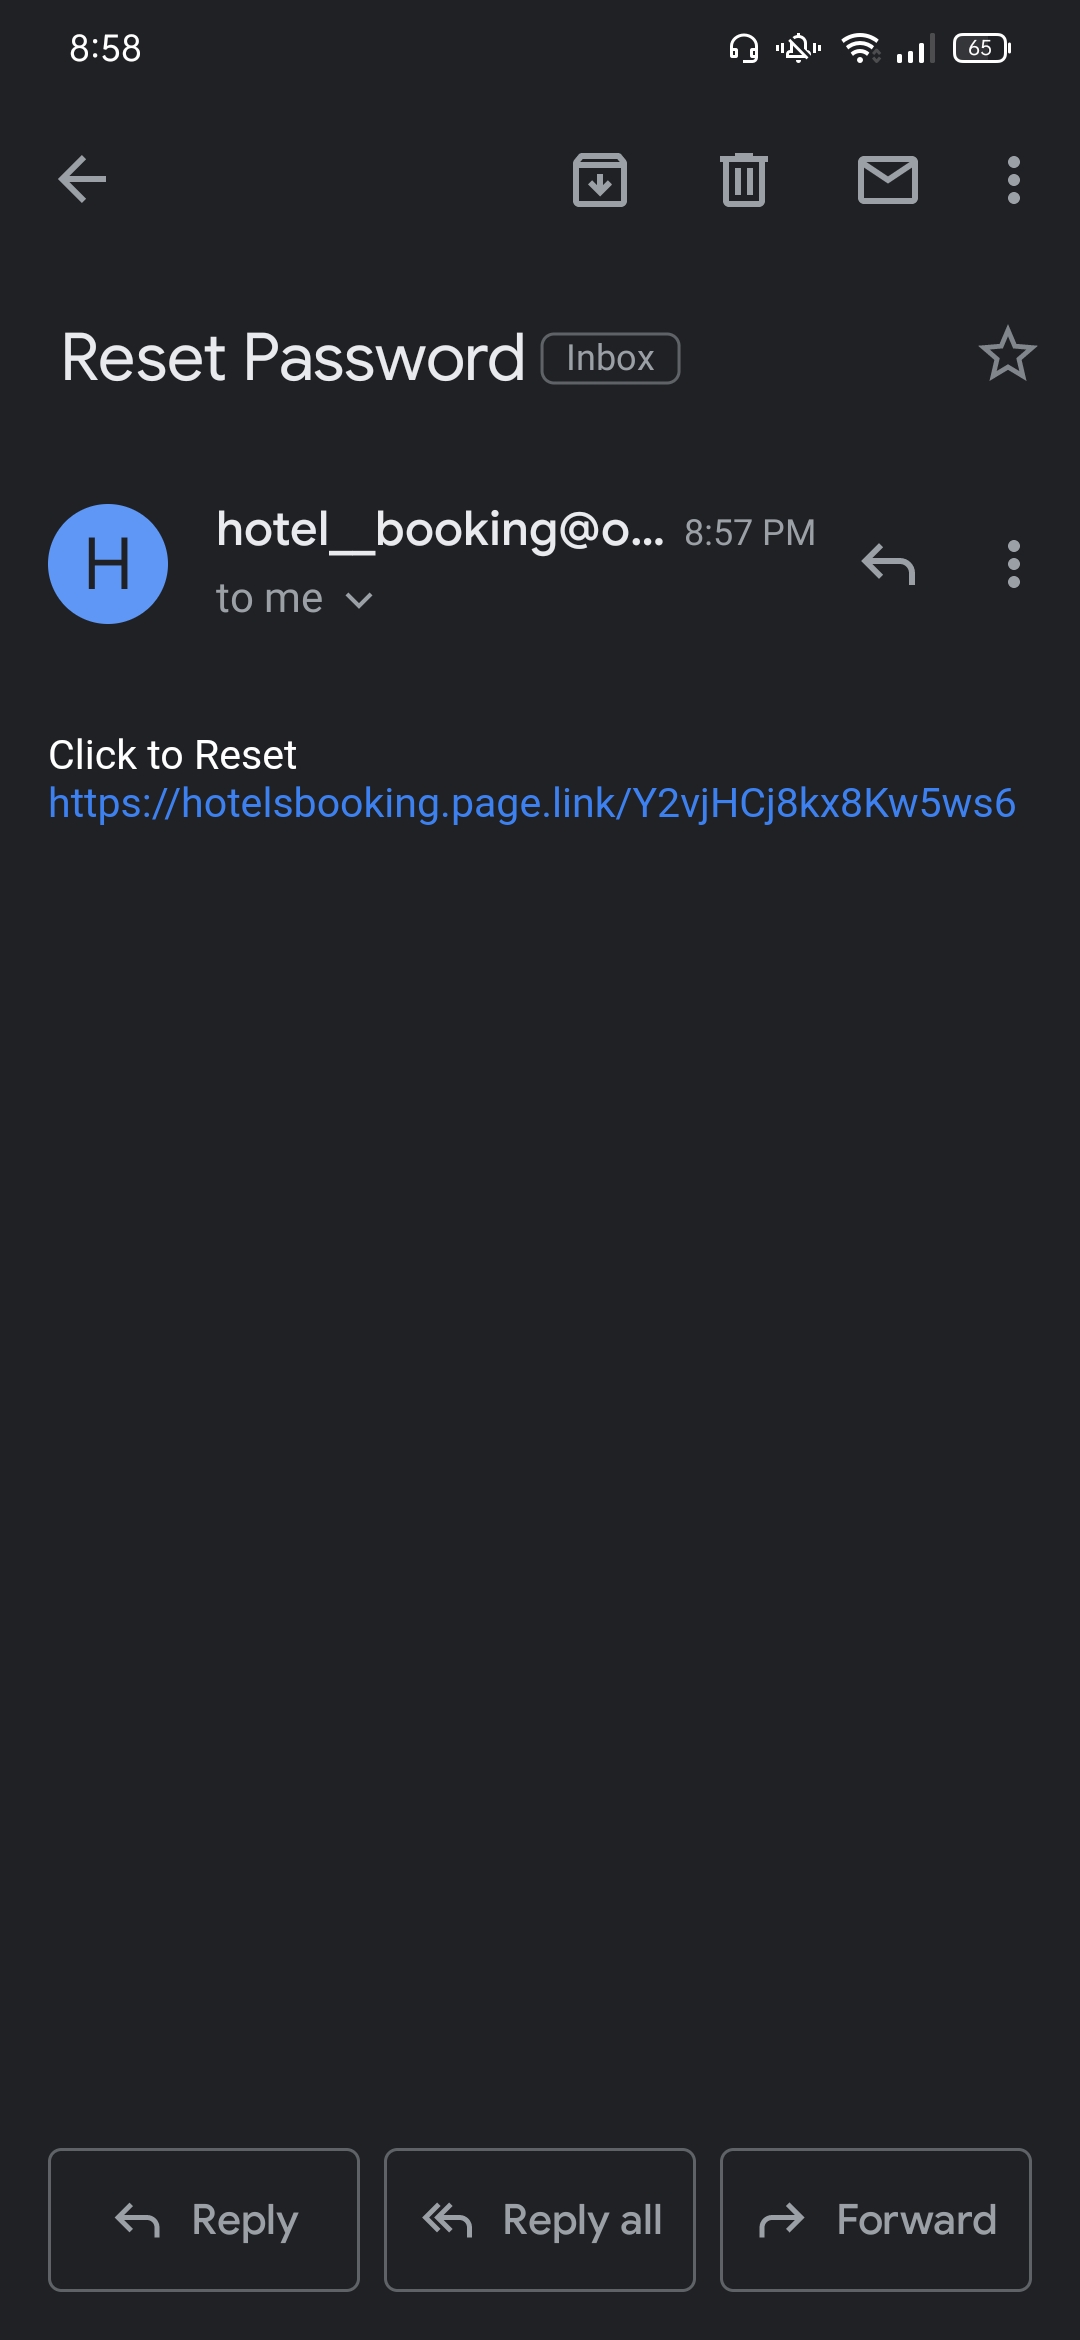 8:58
65
Reset Password Inbox
H
hotel__booking@o... 8:57 PM
to me
Click to Reset
https://hotelsbooking.page.link/Y2vjHCj8kx8Kw5ws6
Reply Reply all Forward